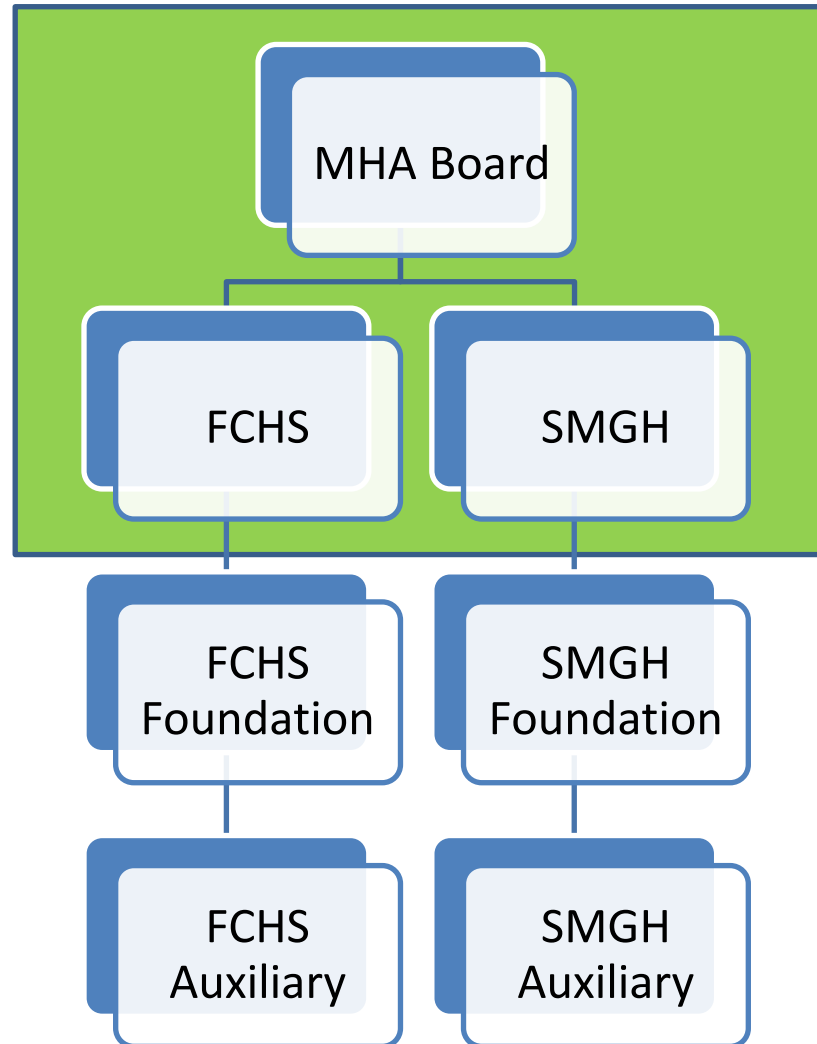 MHA Board
FCHS
SMGH
FCHS
Foundation
SMGH
Foundation
FCHS
Auxiliary
SMGH
Auxiliary